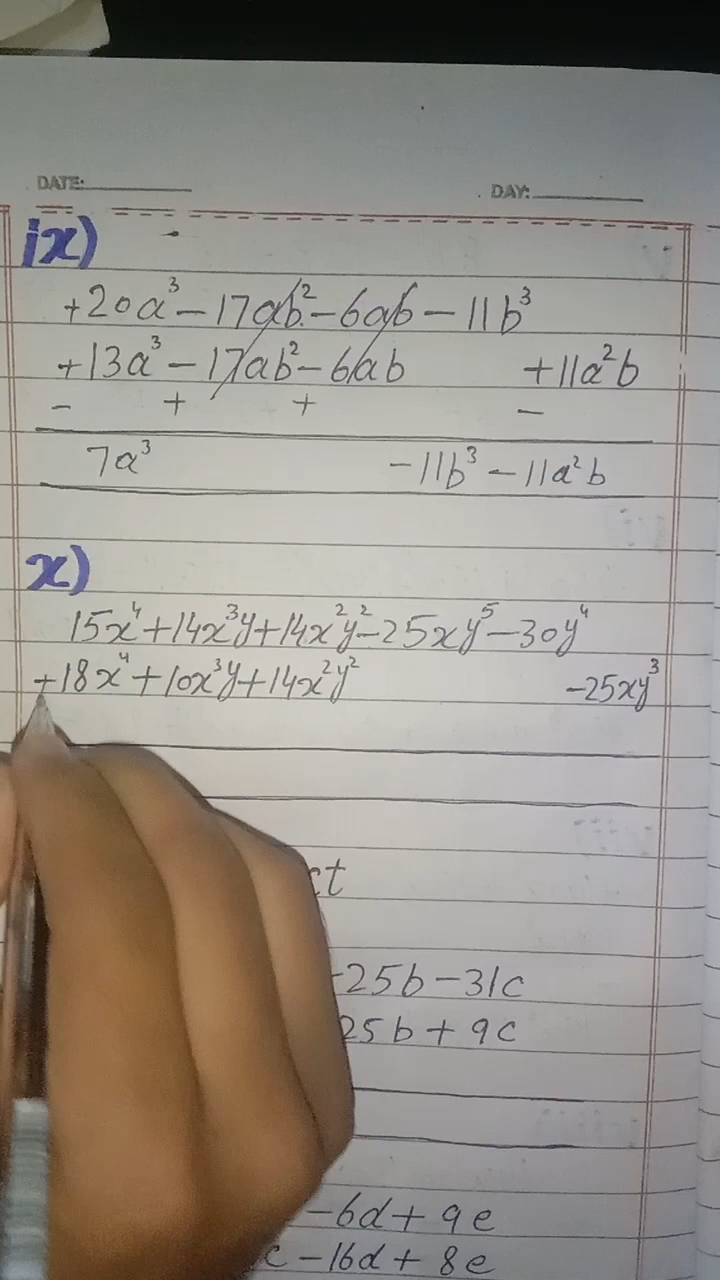 DATE: DAY:
ix)
+20a³-17ab²-6ab-11b³
+13a³-17ab²-6ab +11a²b
- + + -
7a³ -11b³-11a²b
x)
15x⁴+14x³y+14x²y²-25xy⁵-30y⁴
+18x⁴+10x³y+14x²y² -25xy³
ct
-25b-31c
25b+9c
-6d+9e
c-16d+8e